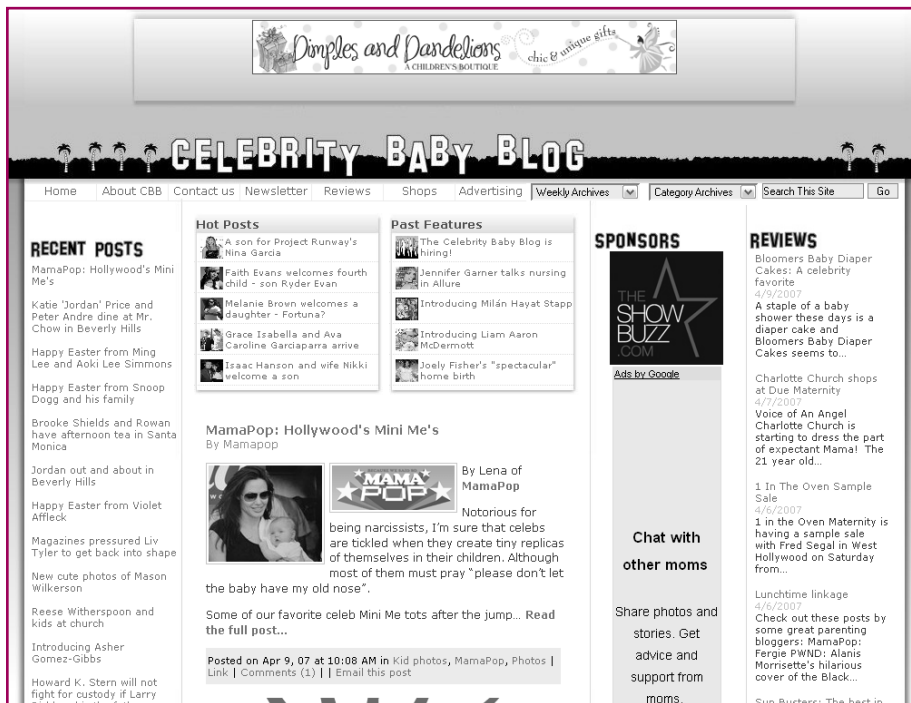 Dimples and Dandelions
A CHILDREN'S BOUTIQUE
chic & unique gifts
CELEBRITY BABY BLOG
Home About CBB Contact us Newsletter Reviews Shops Advertising Weekly Archives Category Archives Search This Site Go
RECENT POSTS
MamaPop: Hollywood's Mini
Me's
Katie 'Jordan' Price and
Peter Andre dine at Mr.
Chow in Beverly Hills
Happy Easter from Ming
Lee and Aoki Lee Simmons
Happy Easter from Snoop
Dogg and his family
Brooke Shields and Rowan
have afternoon tea in Santa
Monica
Jordan out and about in
Beverly Hills
Happy Easter from Violet
Affleck
Magazines pressured Liv
Tyler to get back into shape
New cute photos of Mason
Wilkerson
Reese Witherspoon and
kids at church
Introducing Asher
Gomez-Gibbs
Howard K. Stern will not
fight for custody if Larry
Hot Posts
A son for Project Runway's
Nina Garcia
Faith Evans welcomes fourth
child - son Ryder Evan
Melanie Brown welcomes a
daughter - Fortuna?
Grace Isabella and Ava
Caroline Garciaparra arrive
Isaac Hanson and wife Nikki
welcome a son
Past Features
The Celebrity Baby Blog is
hiring!
Jennifer Garner talks nursing
in Allure
Introducing Milán Hayat Stapp
Introducing Liam Aaron
McDermott
Joely Fisher's "spectacular"
home birth
MamaPop: Hollywood's Mini Me's
By Mamapop
MAMA
POP
By Lena of
MamaPop
Notorious for
being narcissists, I'm sure that celebs
are tickled when they create tiny replicas
of themselves in their children. Although
most of them must pray "please don't let
the baby have my old nose".
Some of our favorite celeb Mini Me tots after the jump... Read
the full post...
Posted on Apr 9, 07 at 10:08 AM in Kid photos, MamaPop, Photos |
Link | Comments (1) | | Email this post
SPONSORS
THE
SHOW
BUZZ
.COM
Ads by Google
Chat with
other moms
Share photos and
stories. Get
advice and
support from
moms.
REVIEWS
Bloomers Baby Diaper
Cakes: A celebrity
favorite
4/9/2007
A staple of a baby
shower these days is a
diaper cake and
Bloomers Baby Diaper
Cakes seems to...
Charlotte Church shops
at Due Maternity
4/7/2007
Voice of An Angel
Charlotte Church is
starting to dress the part
of expectant Mama! The
21 year old...
1 In The Oven Sample
Sale
4/6/2007
1 in the Oven Maternity is
having a sample sale
with Fred Segal in West
Hollywood on Saturday
from...
Lunchtime linkage
4/6/2007
Check out these posts by
some great parenting
bloggers: MamaPop:
Fergie PWND: Alanis
Morrisette's hilarious
cover of the Black...
Sun Busters: The best in